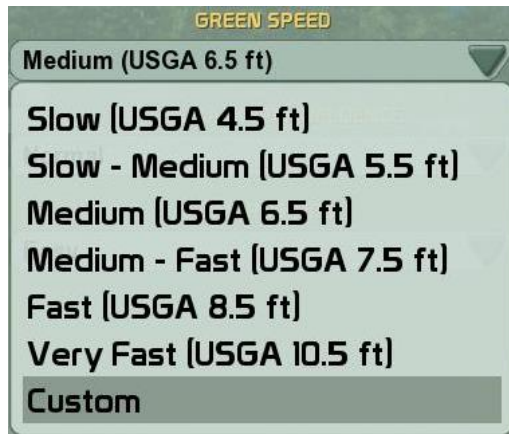 GREEN SPEED
Medium (USGA 6.5 ft)
Slow (USGA 4.5 ft)
Slow - Medium (USGA 5.5 ft)
Medium (USGA 6.5 ft)
Medium - Fast (USGA 7.5 ft)
Fast (USGA 8.5 ft)
Very Fast (USGA 10.5 ft)
Custom